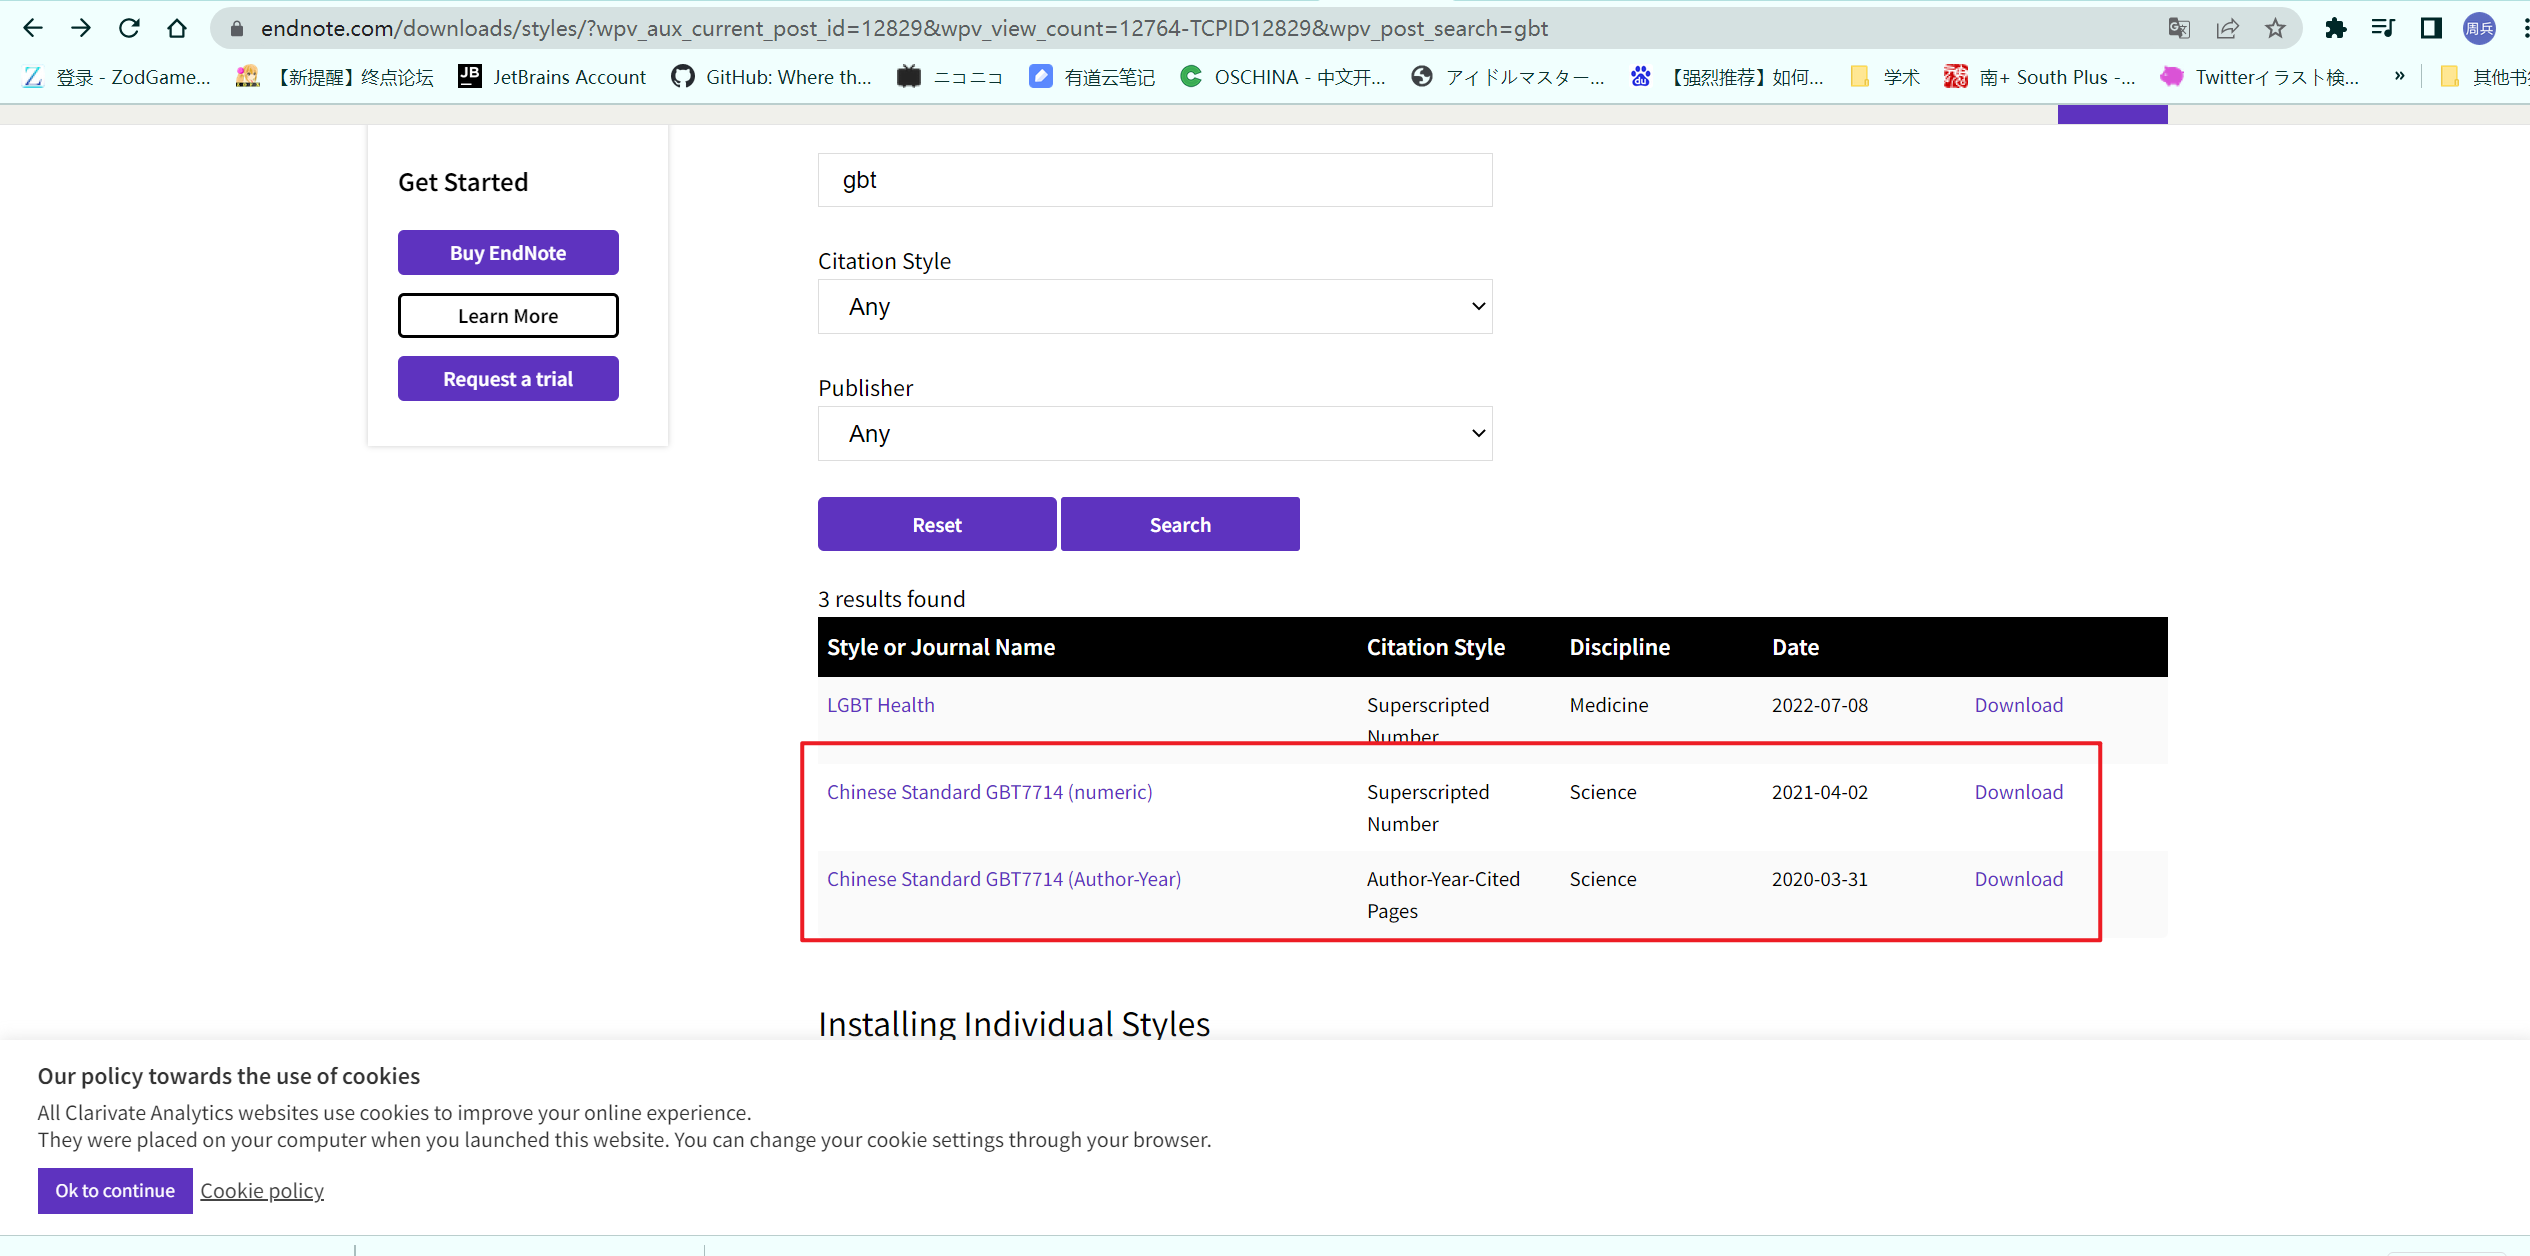 endnote.com/downloads/styles/?wpv_aux_current_post_id=12829&wpv_view_count=12764-TCPID12829&wpv_post_search=gbt
周兵
登录 - ZodGame...
【新提醒】终点论坛
JetBrains Account
GitHub: Where th...
ニコニコ
有道云笔记
OSCHINA - 中文开...
アイドルマスター...
【强烈推荐】如何...
学术
南+ South Plus -...
Twitterイラスト検...
»
其他书
Get Started
Buy EndNote
Learn More
Request a trial
gbt
Citation Style
Any
Publisher
Any
Reset Search
3 results found
Style or Journal Name Citation Style Discipline Date
LGBT Health Superscripted Number Medicine 2022-07-08 Download
Chinese Standard GBT7714 (numeric) Superscripted Number Science 2021-04-02 Download
Chinese Standard GBT7714 (Author-Year) Author-Year-Cited Pages Science 2020-03-31 Download
Installing Individual Styles
Our policy towards the use of cookies
All Clarivate Analytics websites use cookies to improve your online experience.
They were placed on your computer when you launched this website. You can change your cookie settings through your browser.
Ok to continue Cookie policy